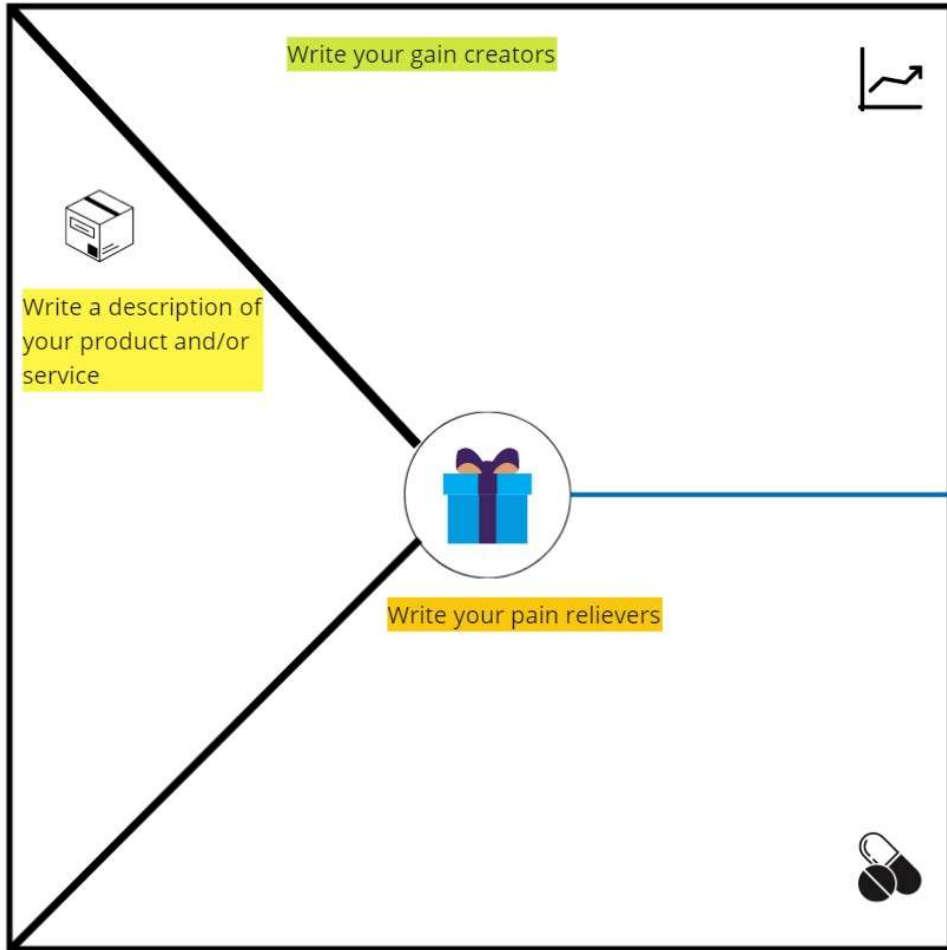 Write your gain creators
Write a description of
your product and/or
service
Write your pain relievers